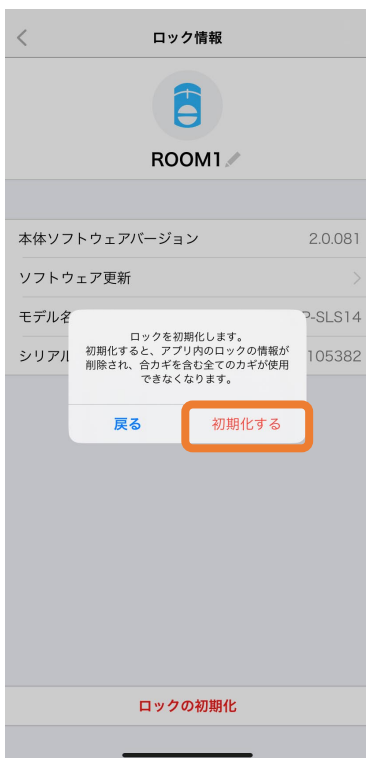 ロック情報
ROOM1
本体ソフトウェアバージョン 2.0.081
ソフトウェア更新
モデル名 P-SLS14
シリアル 105382
ロックを初期化します。
初期化すると、アプリ内のロックの情報が
削除され、合カギを含む全てのカギが使用
できなくなります。
戻る 初期化する
ロックの初期化